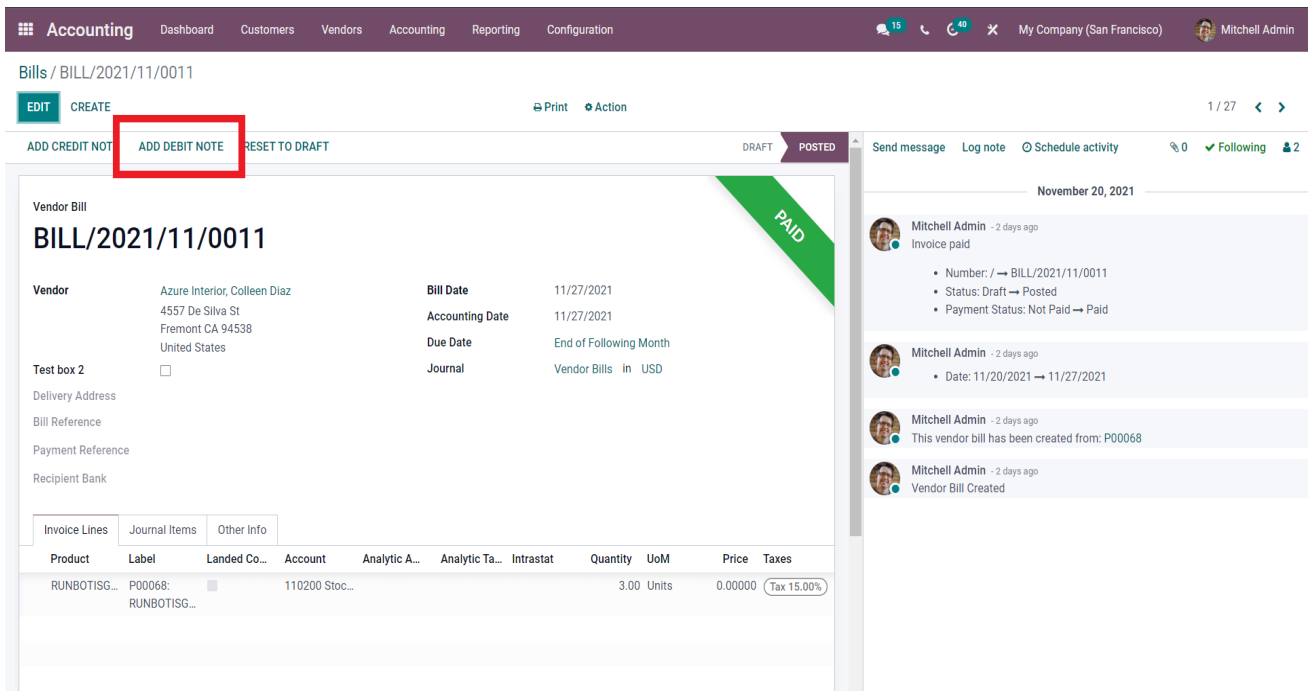 Accounting Dashboard Customers Vendors Accounting Reporting Configuration 15 40 My Company (San Francisco) Mitchell Admin
Bills / BILL/2021/11/0011
EDIT CREATE Print Action 1 / 27
ADD CREDIT NOT ADD DEBIT NOTE RESET TO DRAFT DRAFT POSTED
Send message Log note Schedule activity 0 Following 2
Vendor Bill
BILL/2021/11/0011
PAID
Vendor Azure Interior, Colleen Diaz
4557 De Silva St
Fremont CA 94538
United States
Bill Date 11/27/2021
Accounting Date 11/27/2021
Due Date End of Following Month
Journal Vendor Bills in USD
Test box 2
Delivery Address
Bill Reference
Payment Reference
Recipient Bank
Invoice Lines Journal Items Other Info
Product Label Landed Co... Account Analytic A... Analytic Ta... Intrastat Quantity UoM Price Taxes
RUNBOTISG... P00068: 110200 Stoc... 3.00 Units 0.00000 Tax 15.00%
RUNBOTISG...
November 20, 2021
Mitchell Admin - 2 days ago
Invoice paid
• Number: / → BILL/2021/11/0011
• Status: Draft → Posted
• Payment Status: Not Paid → Paid
Mitchell Admin - 2 days ago
• Date: 11/20/2021 → 11/27/2021
Mitchell Admin - 2 days ago
This vendor bill has been created from: P00068
Mitchell Admin - 2 days ago
Vendor Bill Created